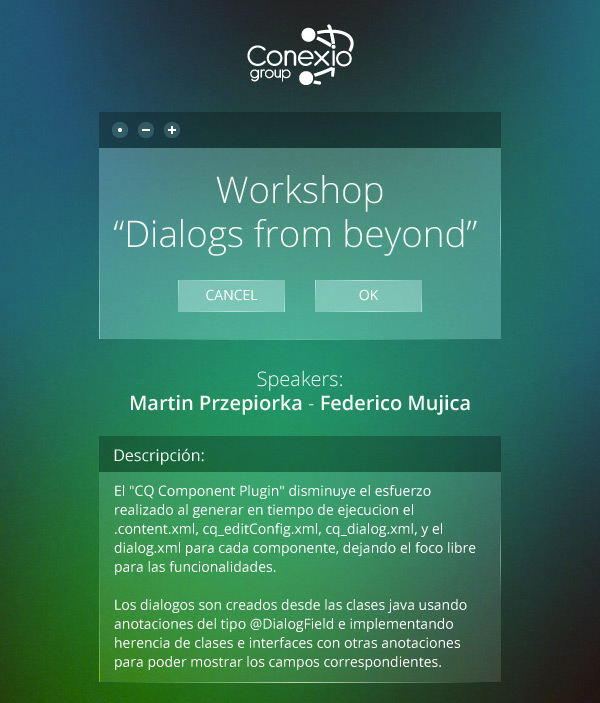 Conexio
group
Workshop
“Dialogs from beyond”
CANCEL OK
Speakers:
Martin Przepiorka - Federico Mujica
Descripción:
El "CQ Component Plugin" disminuye el esfuerzo
realizado al generar en tiempo de ejecucion el
.content.xml, cq_editConfig.xml, cq_dialog.xml, y el
dialog.xml para cada componente, dejando el foco libre
para las funcionalidades.
Los dialogos son creados desde las clases java usando
anotaciones del tipo @DialogField e implementando
herencia de clases e interfaces con otras anotaciones
para poder mostrar los campos correspondientes.